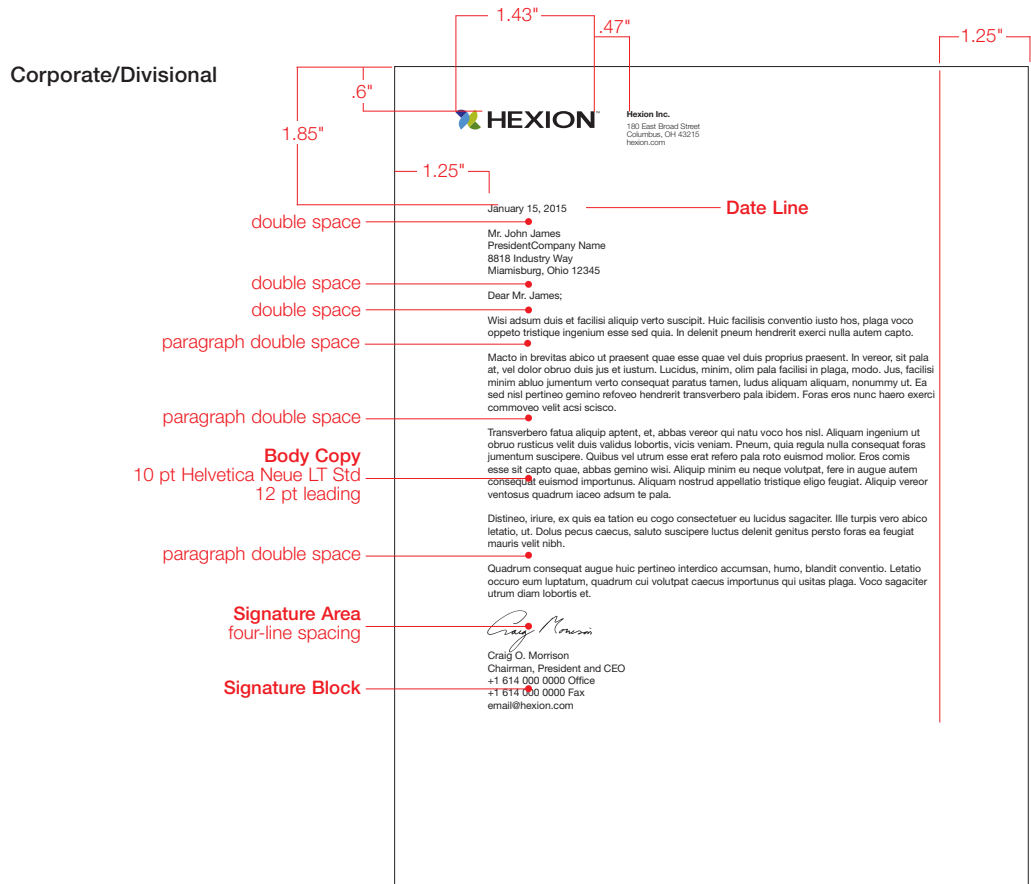 1.43"
.47"
1.25"
Corporate/Divisional
.6"
HEXION™
Hexion Inc.
180 East Broad Street
Columbus, OH 43215
hexion.com
1.85"
1.25"
January 15, 2015
Date Line
double space
Mr. John James
PresidentCompany Name
8818 Industry Way
Miamisburg, Ohio 12345
double space
Dear Mr. James;
double space
Wisi adsum duis et facilisi aliquip verto suscipit. Huic facilisis conventio iusto hos, plaga voco
oppeto tristique ingenium esse sed quia. In delenit pneum hendrerit exerci nulla autem capto.
paragraph double space
Macto in brevitas abico ut praesent quae esse quae vel duis proprius praesent. In vereor, sit pala
at, vel dolor obruo duis jus et iustum. Lucidus, minim, olim pala facilisi in plaga, modo. Jus, facilisi
minim abluo jumentum verto consequat paratus tamen, ludus aliquam aliquam, nonummy ut. Ea
sed nisl pertineo gemino refoveo hendrerit transverbero pala ibidem. Foras eros nunc haero exerci
commoveo velit acsi scisco.
paragraph double space
Transverbero fatua aliquip aptent, et, abbas vereor qui natu voco hos nisl. Aliquam ingenium ut
obruo rusticus velit duis validus lobortis, vicis veniam. Pneum, quia regula nulla consequat foras
jumentum suscipere. Quibus vel utrum esse erat refero pala roto euismod molior. Eros comis
esse sit capto quae, abbas gemino wisi. Aliquip minim eu neque volutpat, fere in augue autem
consequat euismod importunus. Aliquam nostrud appellatio tristique eligo feugiat. Aliquip vereor
ventosus quadrum iaceo adsum te pala.
Body Copy
10 pt Helvetica Neue LT Std
12 pt leading
Distineo, iriure, ex quis ea tation eu cogo consectetuer eu lucidus sagaciter. Ille turpis vero abico
letatio, ut. Dolus pecus caecus, saluto suscipere luctus delenit genitus persto foras ea feugiat
mauris velit nibh.
paragraph double space
Quadrum consequat augue huic pertineo interdico accumsan, humo, blandit conventio. Letatio
occuro eum luptatum, quadrum cui volutpat caecus importunus qui usitas plaga. Voco sagaciter
utrum diam lobortis et.
Signature Area
four-line spacing
Craig O. Morrison
Chairman, President and CEO
+1 614 000 0000 Office
+1 614 000 0000 Fax
email@hexion.com
Signature Block